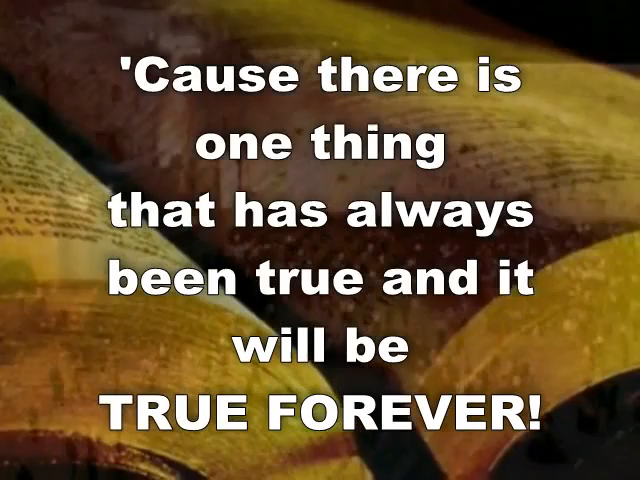 'Cause there is
one thing
that has always
been true and it
will be
TRUE FOREVER!